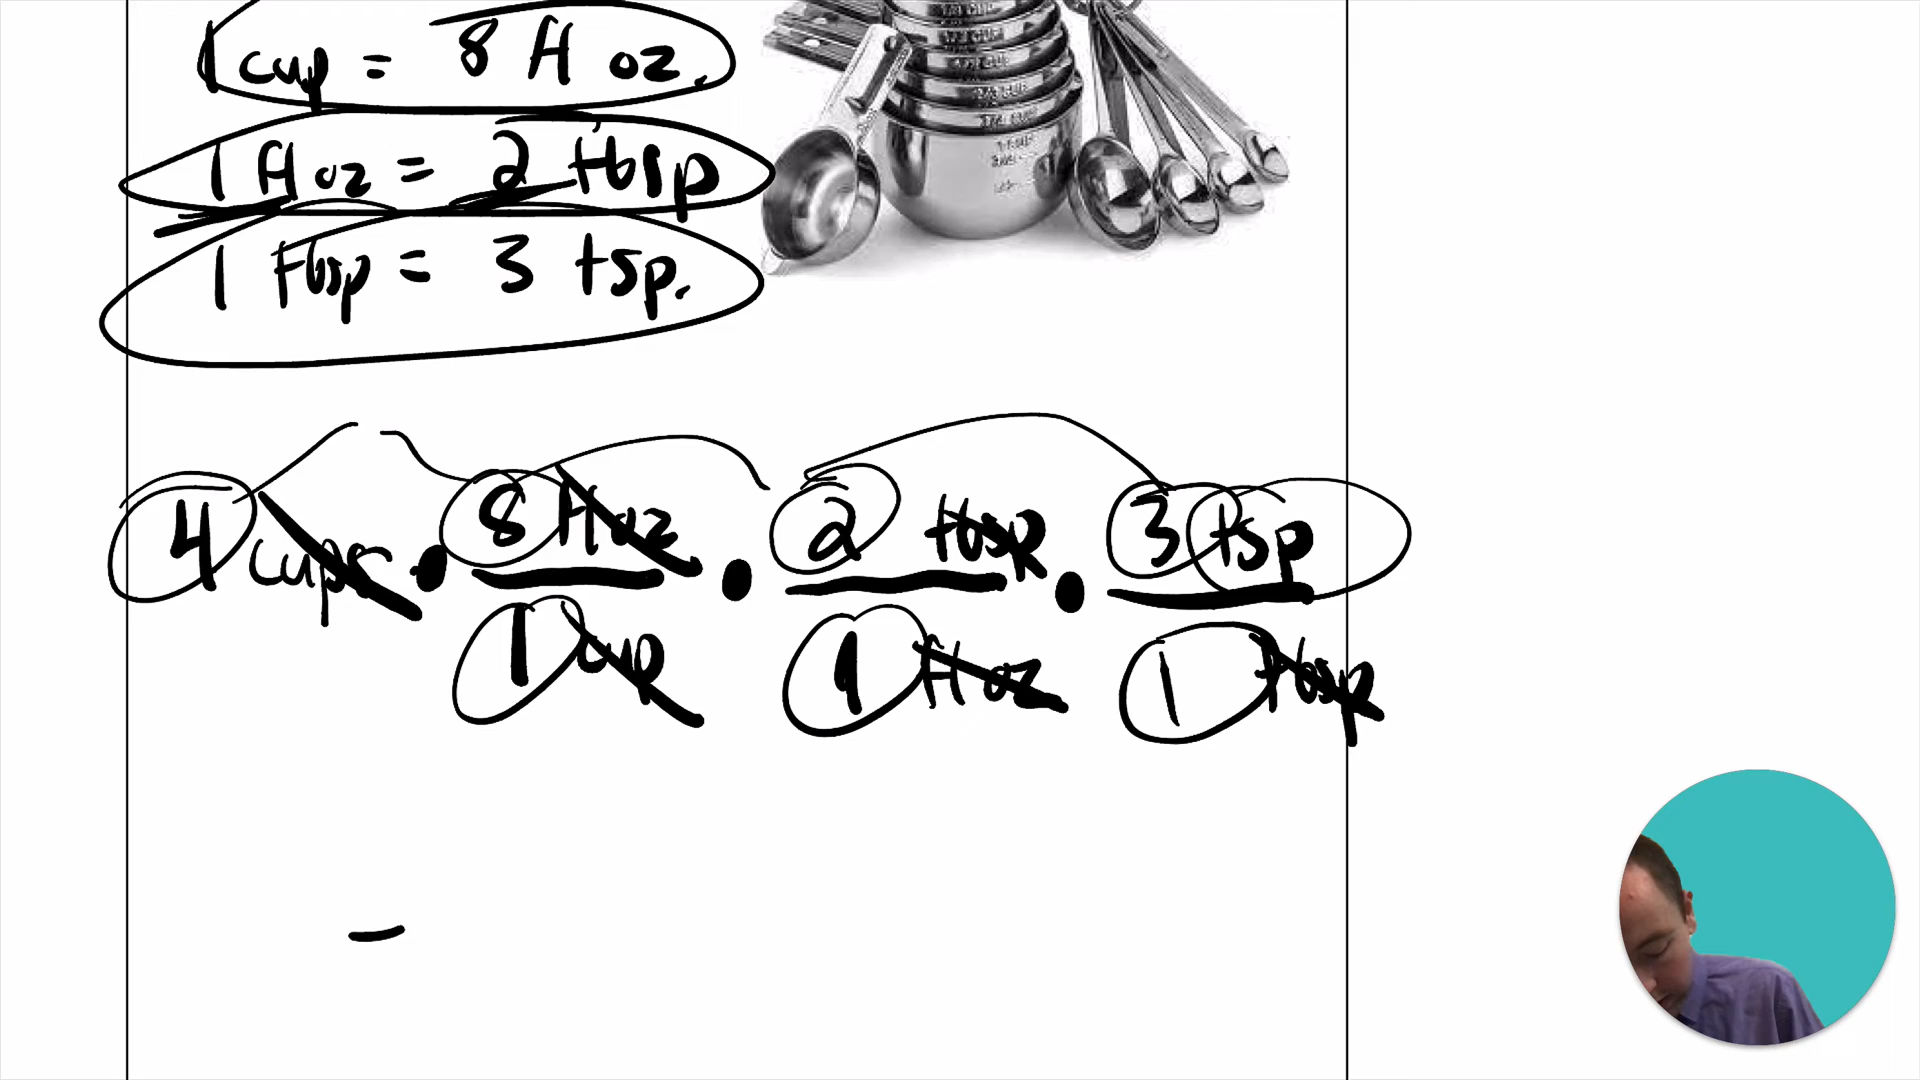 1 cup = 8 fl oz.
1 fl oz = 2 tbsp
1 tbsp = 3 tsp.
4 cups • 8 fl oz • 2 tbsp • 3 tsp
1 cup 1 fl oz 1 tbsp